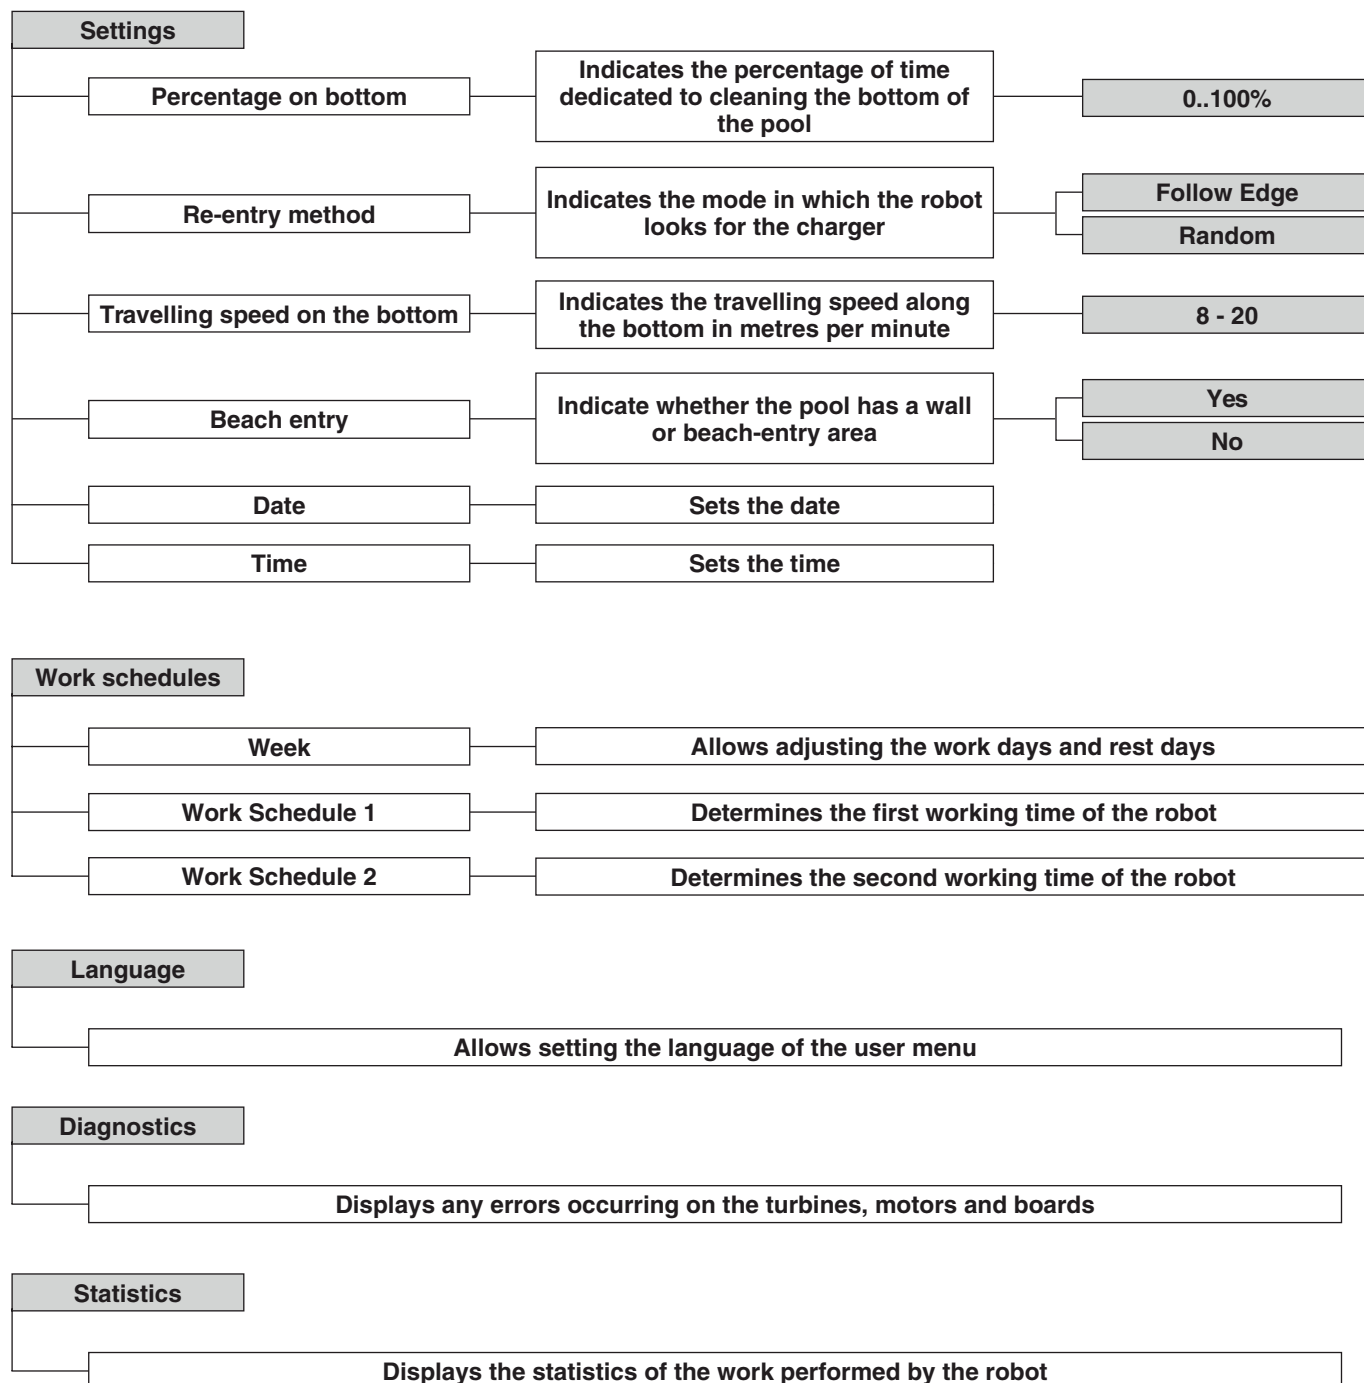 Settings
Percentage on bottom
Indicates the percentage of time
dedicated to cleaning the bottom of
the pool
0..100%
Re-entry method
Indicates the mode in which the robot
looks for the charger
Follow Edge
Random
Travelling speed on the bottom
Indicates the travelling speed along
the bottom in metres per minute
8 - 20
Beach entry
Indicate whether the pool has a wall
or beach-entry area
Yes
No
Date
Sets the date
Time
Sets the time
Work schedules
Week
Allows adjusting the work days and rest days
Work Schedule 1
Determines the first working time of the robot
Work Schedule 2
Determines the second working time of the robot
Language
Allows setting the language of the user menu
Diagnostics
Displays any errors occurring on the turbines, motors and boards
Statistics
Displays the statistics of the work performed by the robot